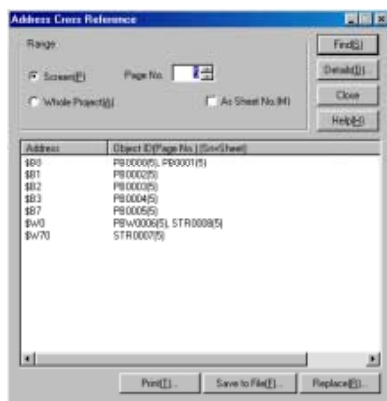 Address Cross Reference
Range
Find(S)
Screen(P) Page No.
Details(D)...
Whole Project(A) As Sheet No.(M)
Close
Help(H)
Address Object ID(Page No.) (Sn=Sheet)
$B0 PB0000(5), PB0001(5)
$B1 PB0002(5)
$B2 PB0003(5)
$B3 PB0004(5)
$B7 PB0005(5)
$W0 PBW0006(5), STR0008(5)
$W70 STR0007(5)
Print(T)... Save to File(F)... Replace(R)...